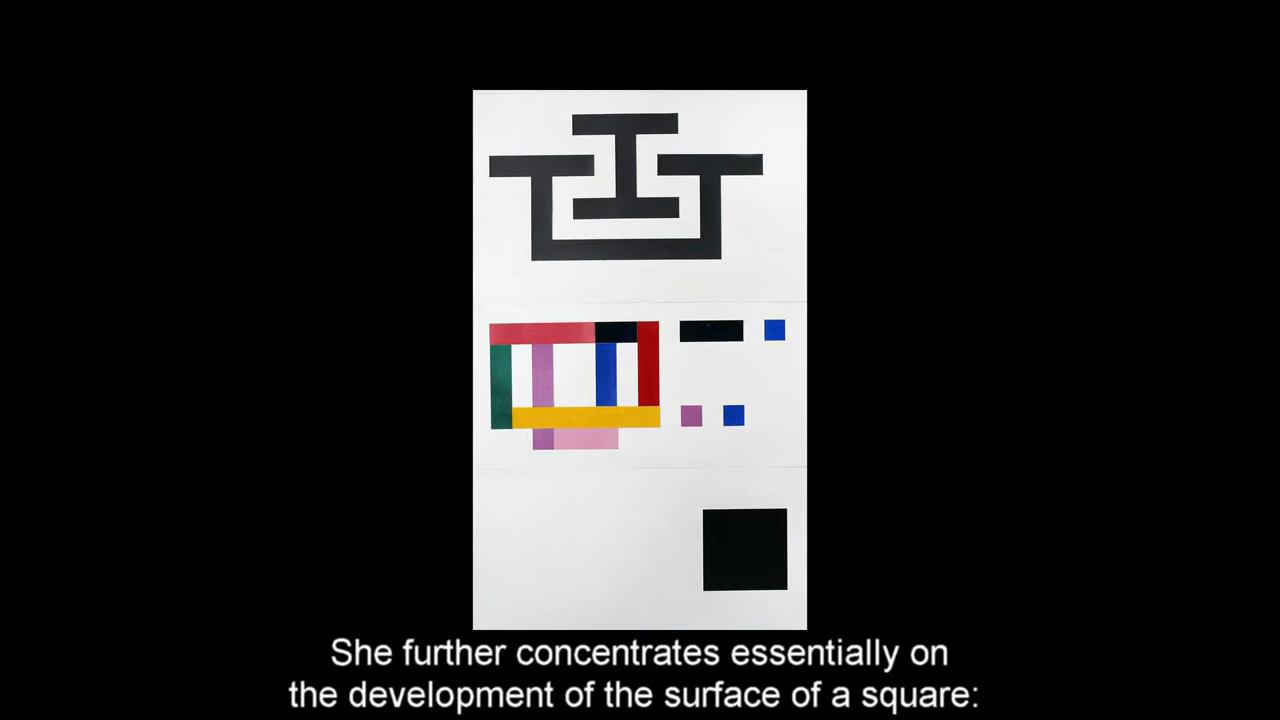 She further concentrates essentially on
the development of the surface of a square: